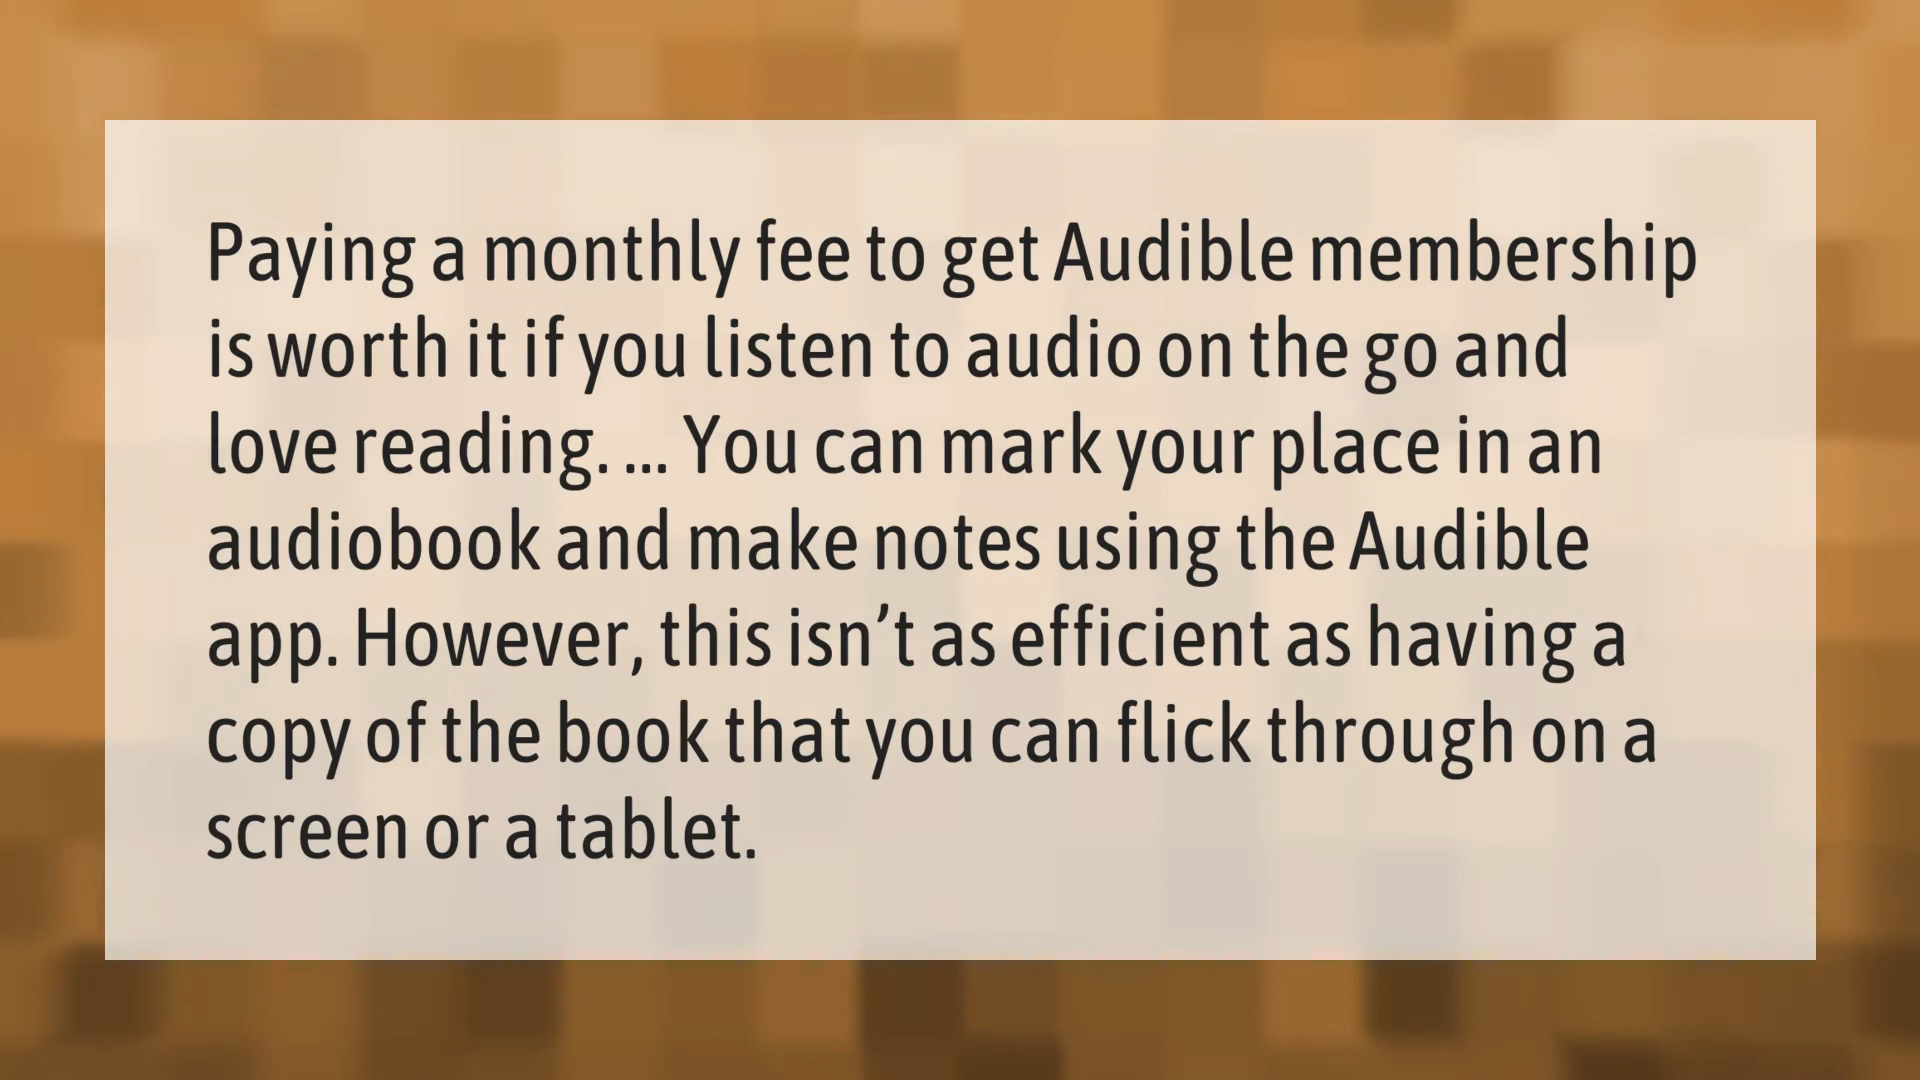 Paying a monthly fee to get Audible membership
is worth it if you listen to audio on the go and
love reading. ... You can mark your place in an
audiobook and make notes using the Audible
app. However, this isn’t as efficient as having a
copy of the book that you can flick through on a
screen or a tablet.